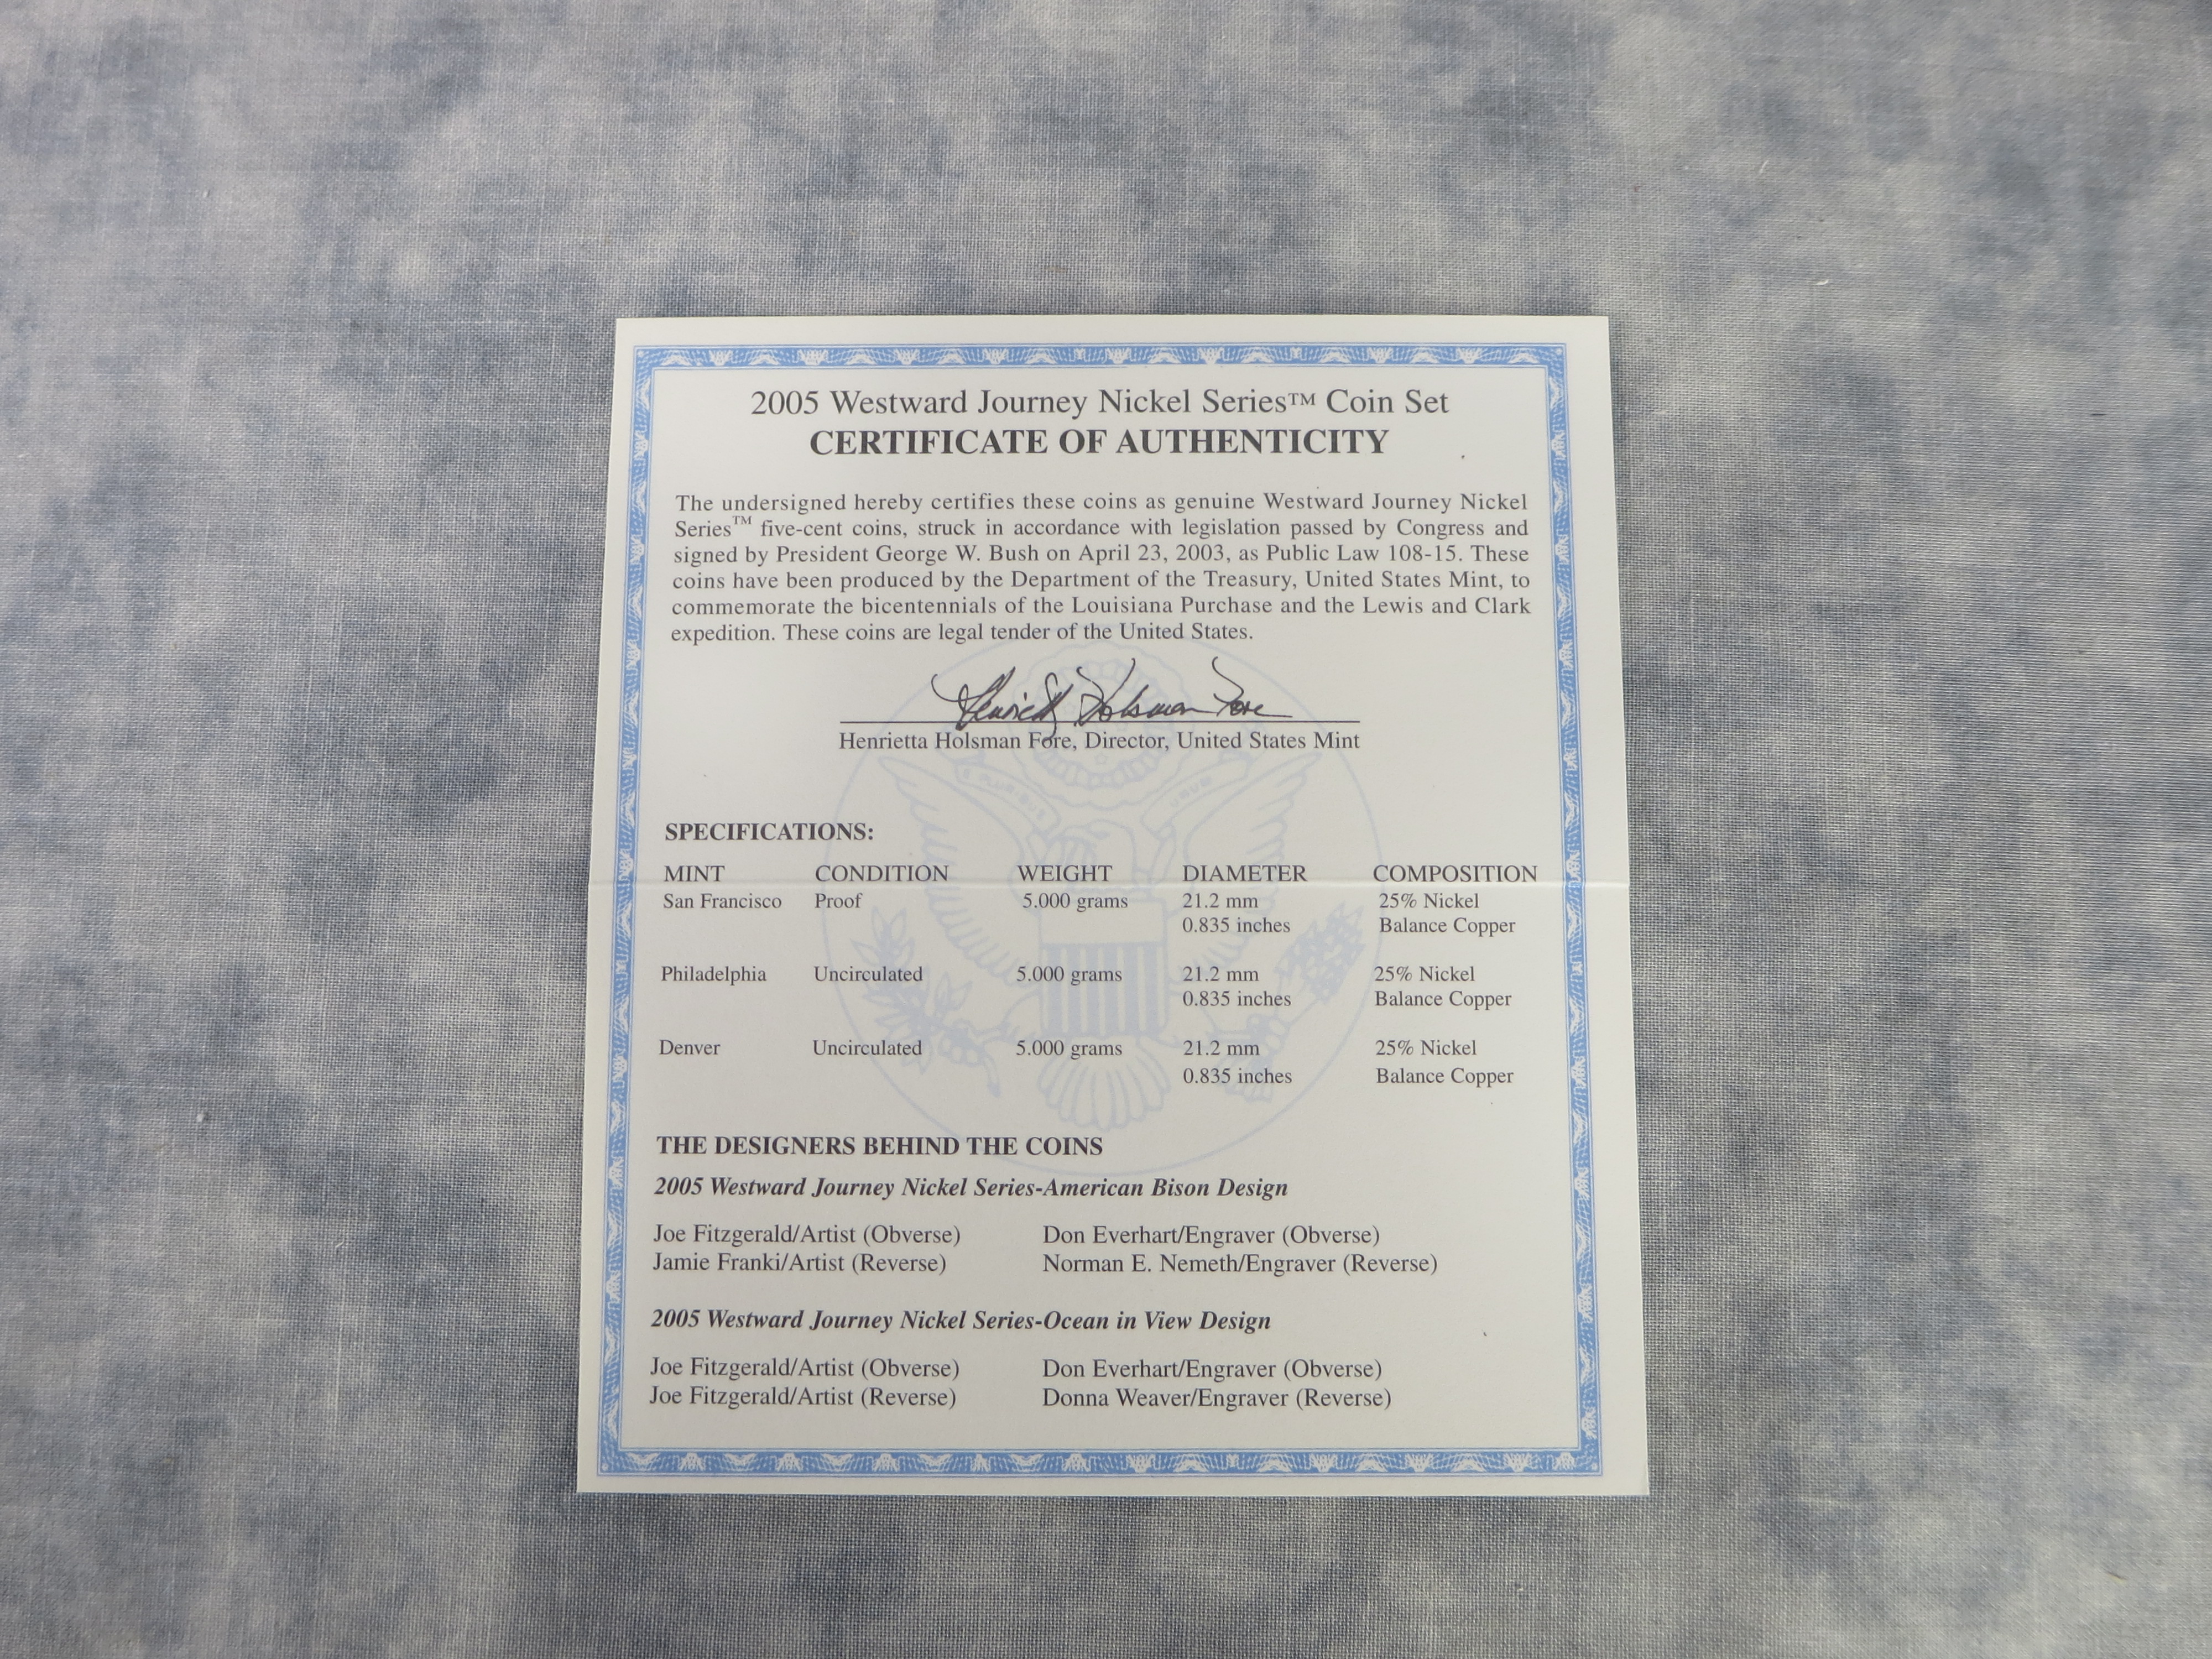 2005 Westward Journey Nickel Series™ Coin Set
CERTIFICATE OF AUTHENTICITY
The undersigned hereby certifies these coins as genuine Westward Journey Nickel
Series™ five-cent coins, struck in accordance with legislation passed by Congress and
signed by President George W. Bush on April 23, 2003, as Public Law 108-15. These
coins have been produced by the Department of the Treasury, United States Mint, to
commemorate the bicentennials of the Louisiana Purchase and the Lewis and Clark
expedition. These coins are legal tender of the United States.
Henrietta Holsman Fore
Henrietta Holsman Fore, Director, United States Mint
SPECIFICATIONS:
MINT CONDITION WEIGHT DIAMETER COMPOSITION
San Francisco Proof 5.000 grams 21.2 mm 25% Nickel
0.835 inches Balance Copper
Philadelphia Uncirculated 5.000 grams 21.2 mm 25% Nickel
0.835 inches Balance Copper
Denver Uncirculated 5.000 grams 21.2 mm 25% Nickel
0.835 inches Balance Copper
THE DESIGNERS BEHIND THE COINS
2005 Westward Journey Nickel Series-American Bison Design
Joe Fitzgerald/Artist (Obverse) Don Everhart/Engraver (Obverse)
Jamie Franki/Artist (Reverse) Norman E. Nemeth/Engraver (Reverse)
2005 Westward Journey Nickel Series-Ocean in View Design
Joe Fitzgerald/Artist (Obverse) Don Everhart/Engraver (Obverse)
Joe Fitzgerald/Artist (Reverse) Donna Weaver/Engraver (Reverse)